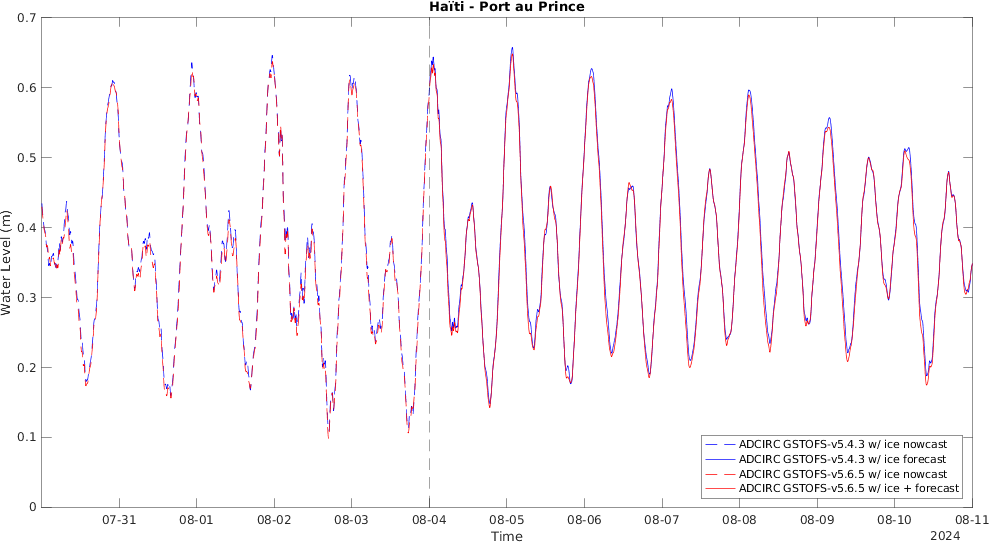 Haïti - Port au Prince
0.7
0.6
0.5
0.4
0.3
0.2
0.1
0
Water Level (m)
ADCIRC GSTOFS-v5.4.3 w/ ice nowcast
ADCIRC GSTOFS-v5.4.3 w/ ice forecast
ADCIRC GSTOFS-v5.6.5 w/ ice nowcast
ADCIRC GSTOFS-v5.6.5 w/ ice + forecast
07-31 08-01 08-02 08-03 08-04 08-05 08-06 08-07 08-08 08-09 08-10 08-11
Time
2024